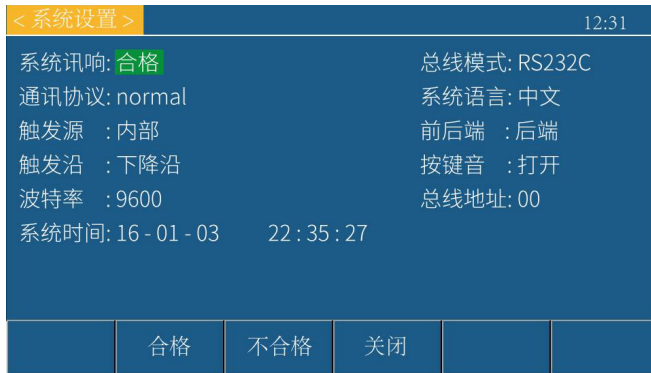 <系统设置> 12:31
系统讯响: 合格 总线模式: RS232C
通讯协议: normal 系统语言: 中文
触发源 : 内部 前后端 : 后端
触发沿 : 下降沿 按键音 : 打开
波特率 : 9600 总线地址: 00
系统时间: 16 - 01 - 03 22 : 35 : 27
合格 不合格 关闭